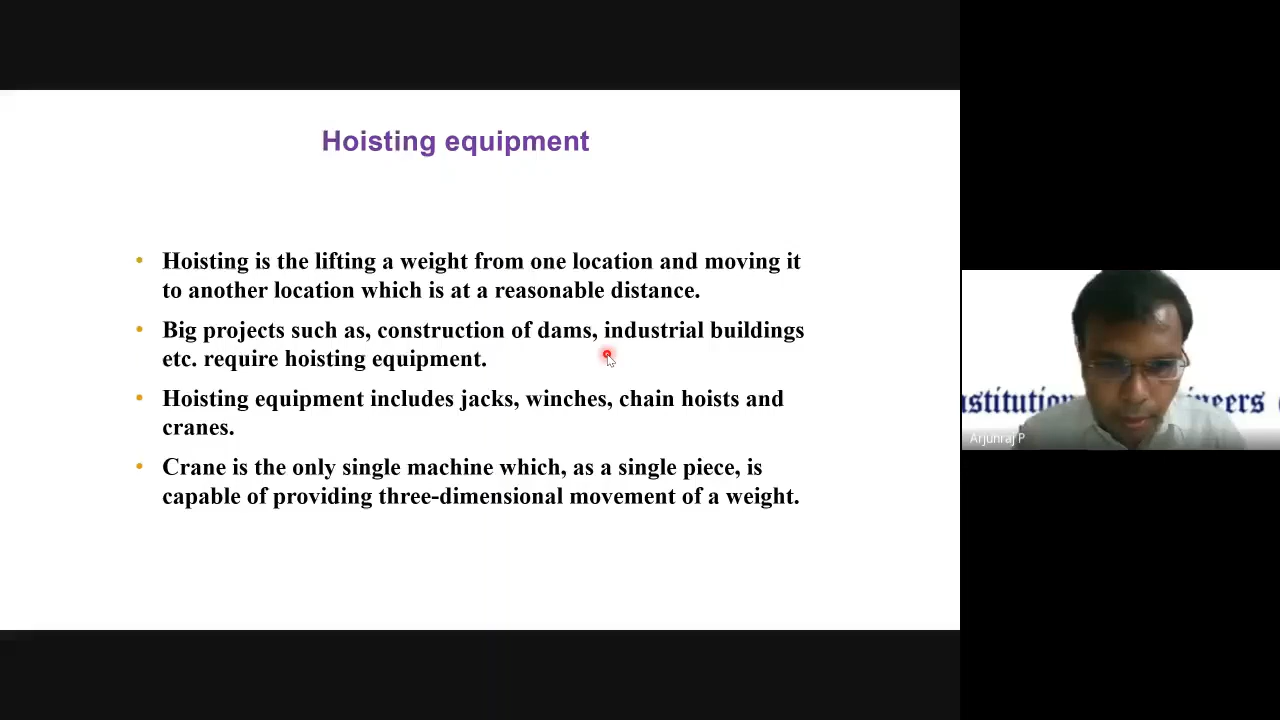 Hoisting equipment
• Hoisting is the lifting a weight from one location and moving it
to another location which is at a reasonable distance.
• Big projects such as, construction of dams, industrial buildings
etc. require hoisting equipment.
• Hoisting equipment includes jacks, winches, chain hoists and
cranes.
• Crane is the only single machine which, as a single piece, is
capable of providing three-dimensional movement of a weight.
Arjunraj P